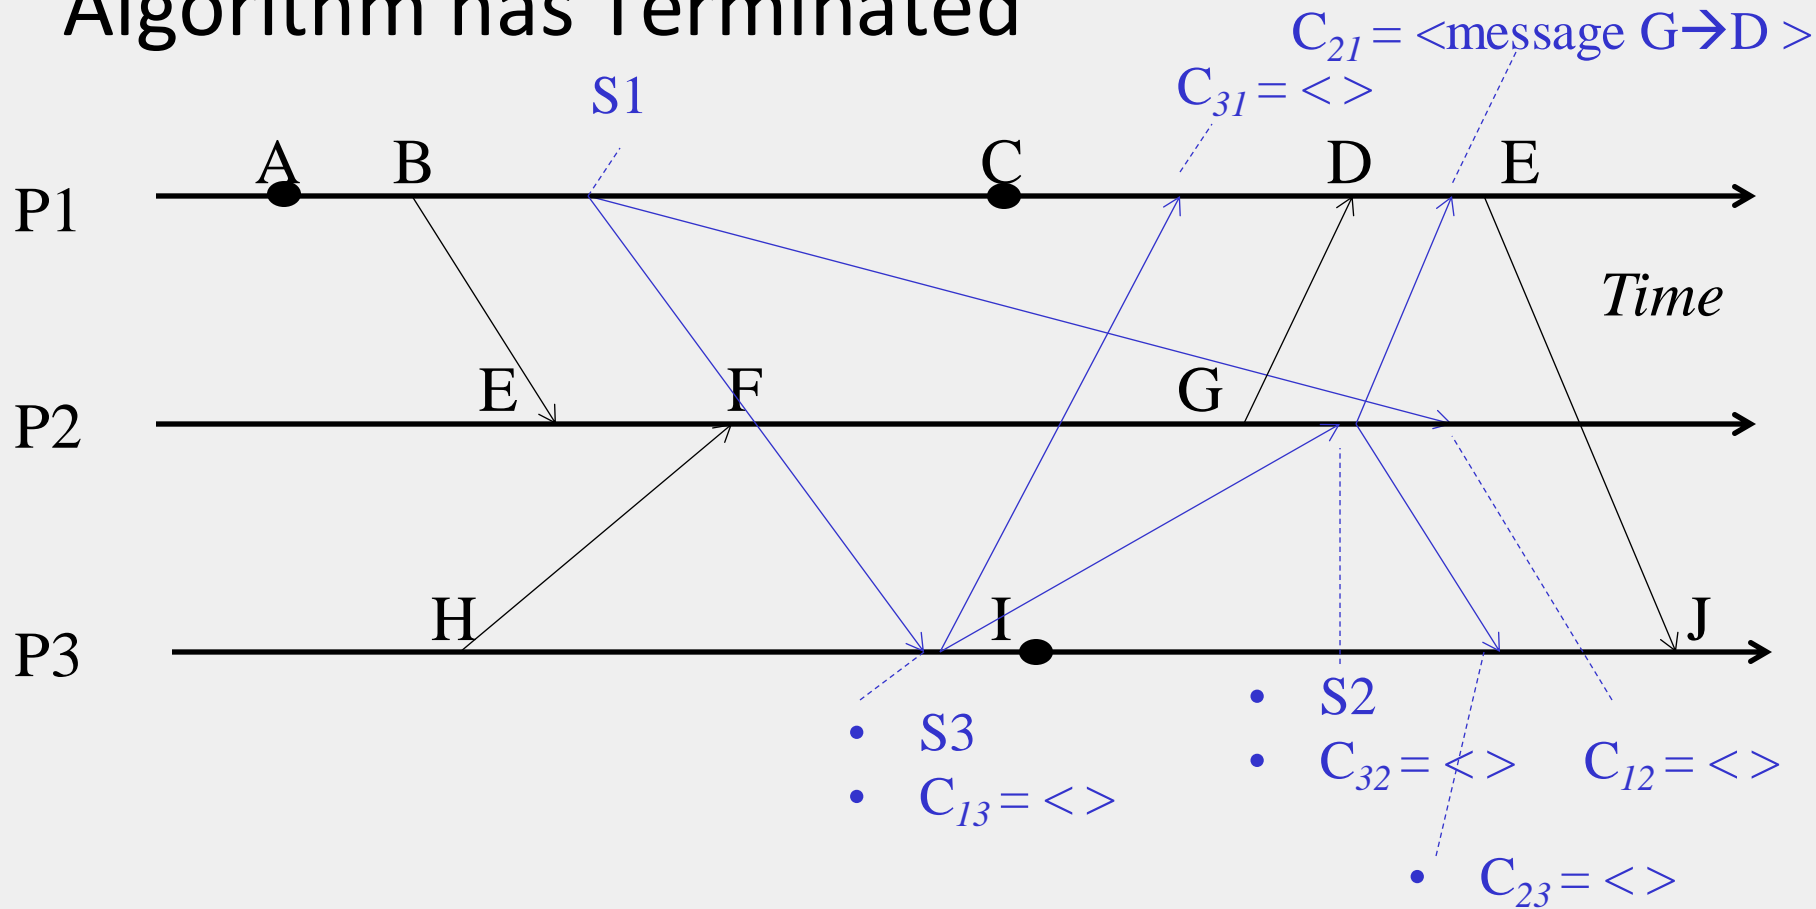 Algorithm has Terminated
C21 = <message G→D >
C31 = < >
S1
A B C D E
P1
Time
E F G
P2
H I J
P3
• S3
• C13 = < >
• S2
• C32 = < >
C12 = < >
• C23 = < >